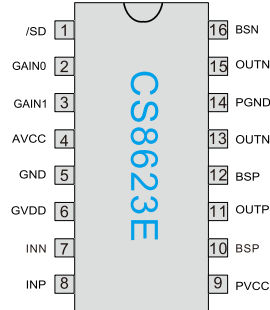 /SD 1
GAIN0 2
GAIN1 3
AVCC 4
GND 5
GVDD 6
INN 7
INP 8
CS8623E
16 BSN
15 OUTN
14 PGND
13 OUTN
12 BSP
11 OUTP
10 BSP
9 PVCC